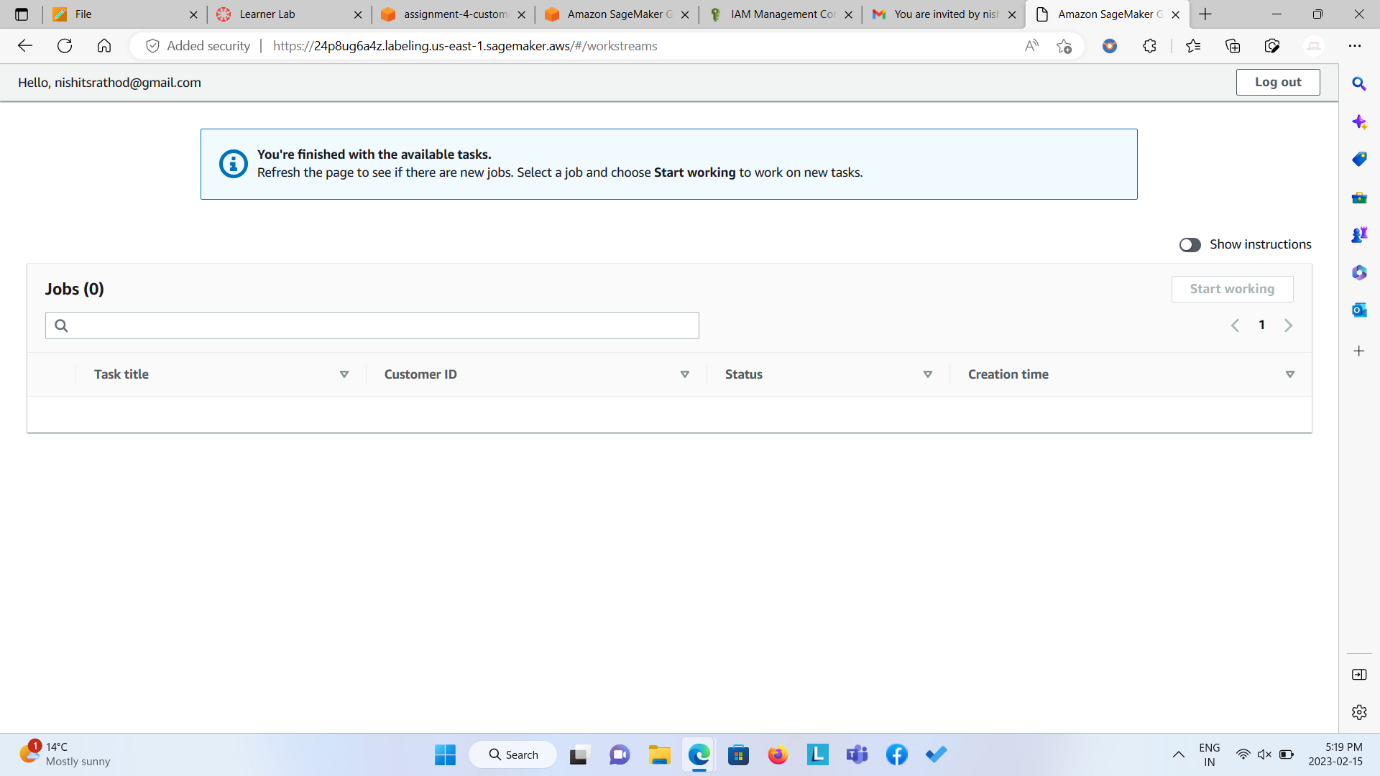 File
Learner Lab
assignment-4-custome
Amazon SageMaker G
IAM Management Con
You are invited by nish
Amazon SageMaker G
Added security
https://24p8ug6a4z.labeling.us-east-1.sagemaker.aws/#/workstreams
Hello, nishitsrathod@gmail.com
Log out
You're finished with the available tasks.
Refresh the page to see if there are new jobs. Select a job and choose Start working to work on new tasks.
Show instructions
Jobs (0)
Start working
1
Task title
Customer ID
Status
Creation time
1
14°C
Mostly sunny
Search
ENG
IN
5:19 PM
2023-02-15